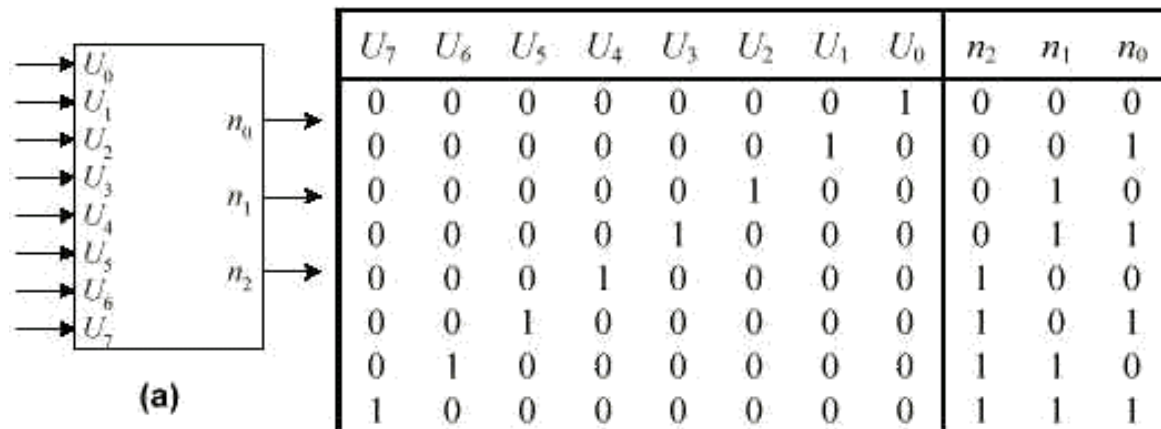 U₀
U₁
U₂
U₃
U₄
U₅
U₆
U₇
n₀
n₁
n₂
(a)
U₇ U₆ U₅ U₄ U₃ U₂ U₁ U₀ n₂ n₁ n₀
0 0 0 0 0 0 0 1 0 0 0
0 0 0 0 0 0 1 0 0 0 1
0 0 0 0 0 1 0 0 0 1 0
0 0 0 0 1 0 0 0 0 1 1
0 0 0 1 0 0 0 0 1 0 0
0 0 1 0 0 0 0 0 1 0 1
0 1 0 0 0 0 0 0 1 1 0
1 0 0 0 0 0 0 0 1 1 1